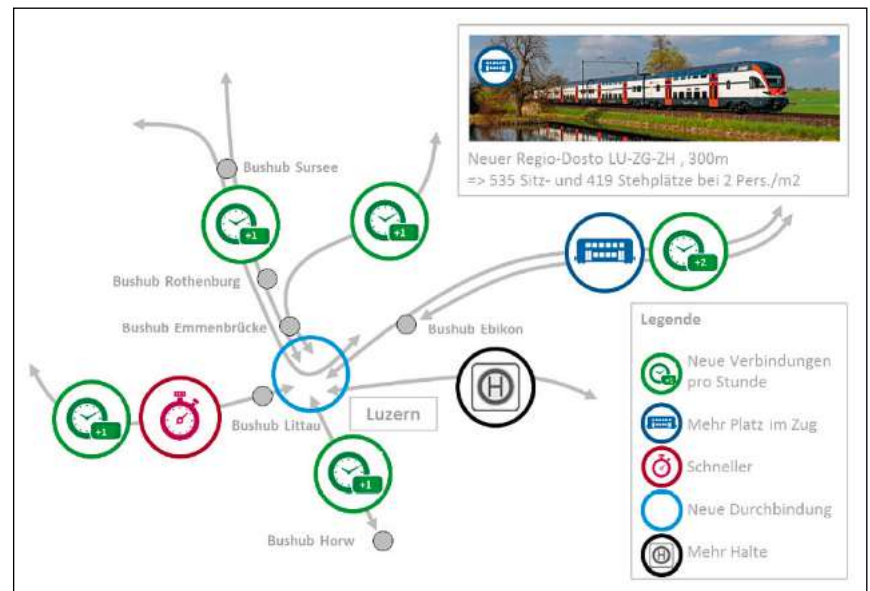 Neuer Regio-Dosto LU-ZG-ZH , 300m
=> 535 Sitz- und 419 Stehplätze bei 2 Pers./m2
Bushub Sursee
+1
+1
+2
Bushub Rothenburg
Bushub Emmenbrücke
Bushub Ebikon
Legende
Neue Verbindungen
pro Stunde
+1
Mehr Platz im Zug
Schneller
Neue Durchbindung
H
Mehr Halte
+1
Bushub Littau
Luzern
H
+1
Bushub Horw